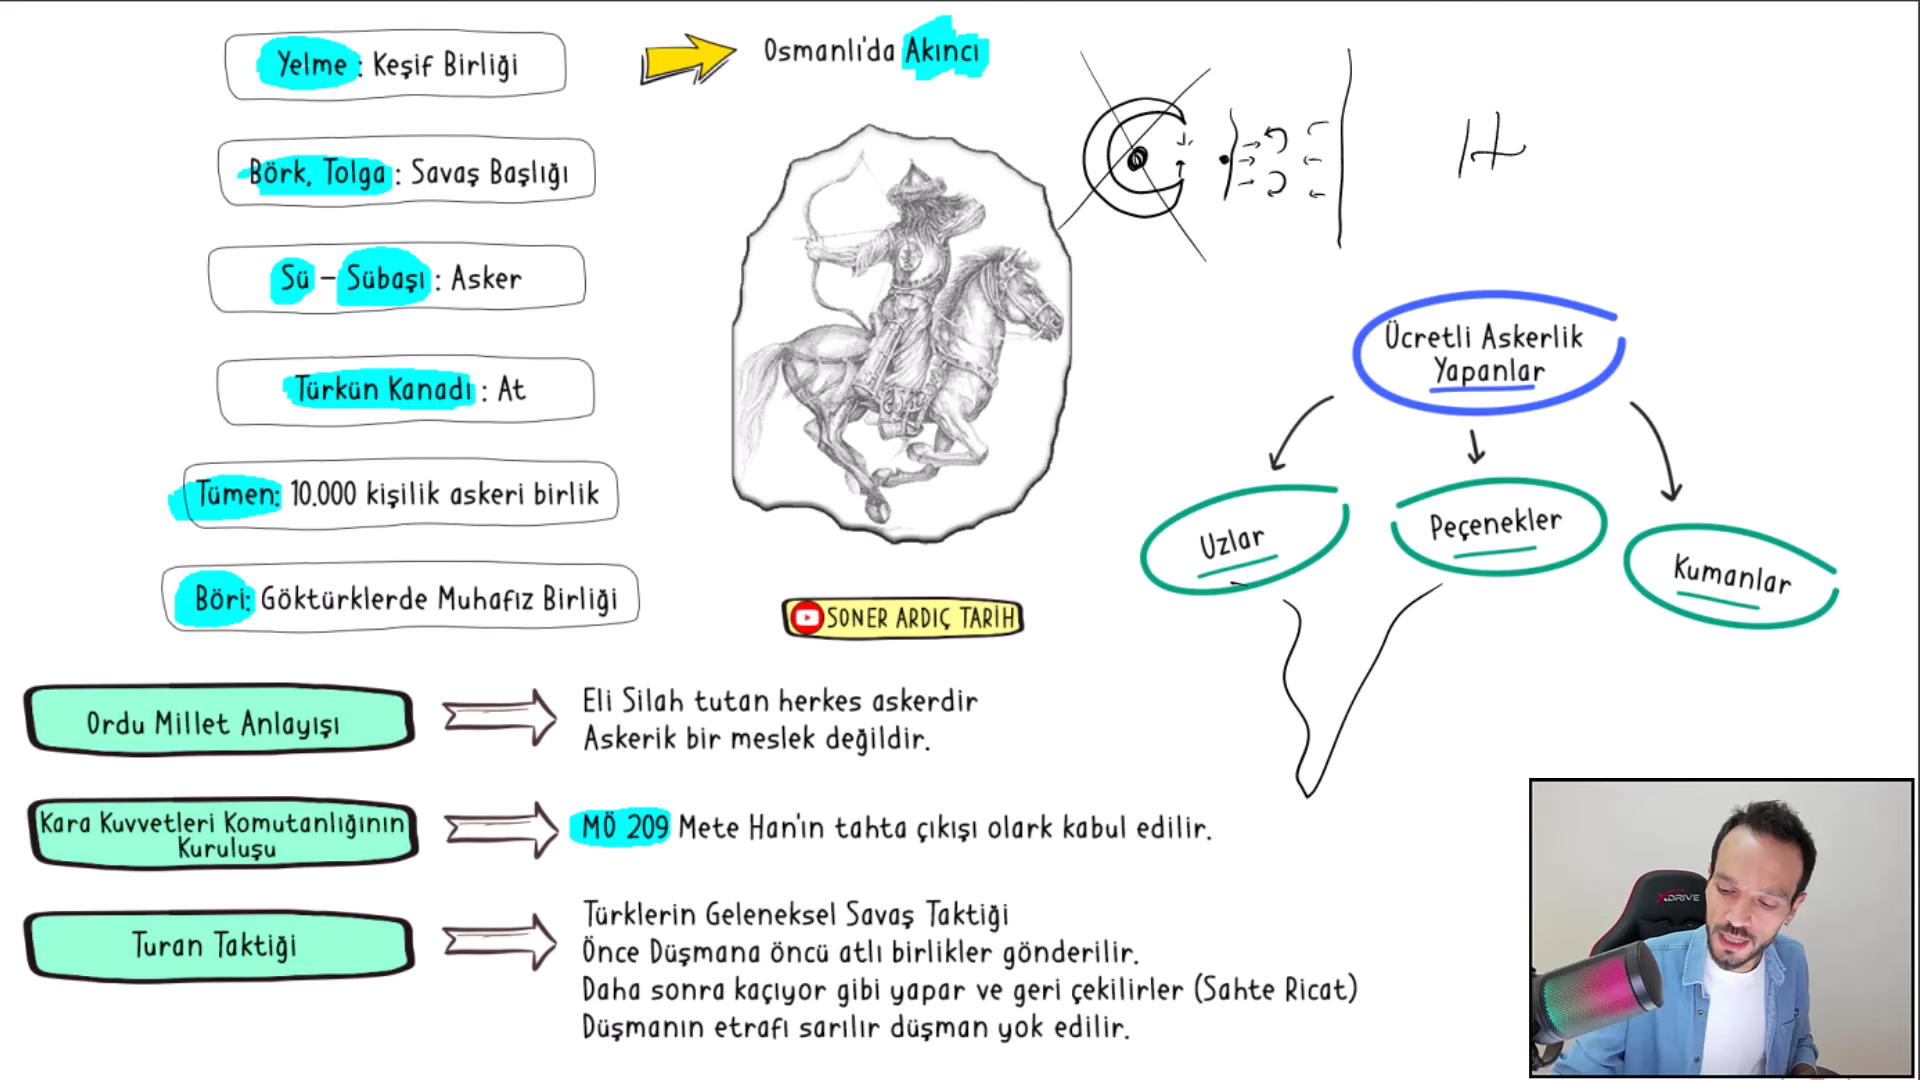 Yelme : Keşif Birliği
Osmanlı'da Akıncı
Börk, Tolga : Savaş Başlığı
Sü – Sübaşı : Asker
Türkün Kanadı : At
Tümen: 10.000 kişilik askeri birlik
Böri: Göktürklerde Muhafız Birliği
Ücretli Askerlik
Yapanlar
Uzlar
Peçenekler
Kumanlar
SONER ARDIÇ TARİH
Ordu Millet Anlayışı
Eli Silah tutan herkes askerdir
Askerik bir meslek değildir.
Kara Kuvvetleri Komutanlığının
Kuruluşu
MÖ 209 Mete Han'ın tahta çıkışı olark kabul edilir.
Turan Taktiği
Türklerin Geleneksel Savaş Taktiği
Önce Düşmana öncü atlı birlikler gönderilir.
Daha sonra kaçıyor gibi yapar ve geri çekilirler (Sahte Ricat)
Düşmanın etrafı sarılır düşman yok edilir.
XDRIVE